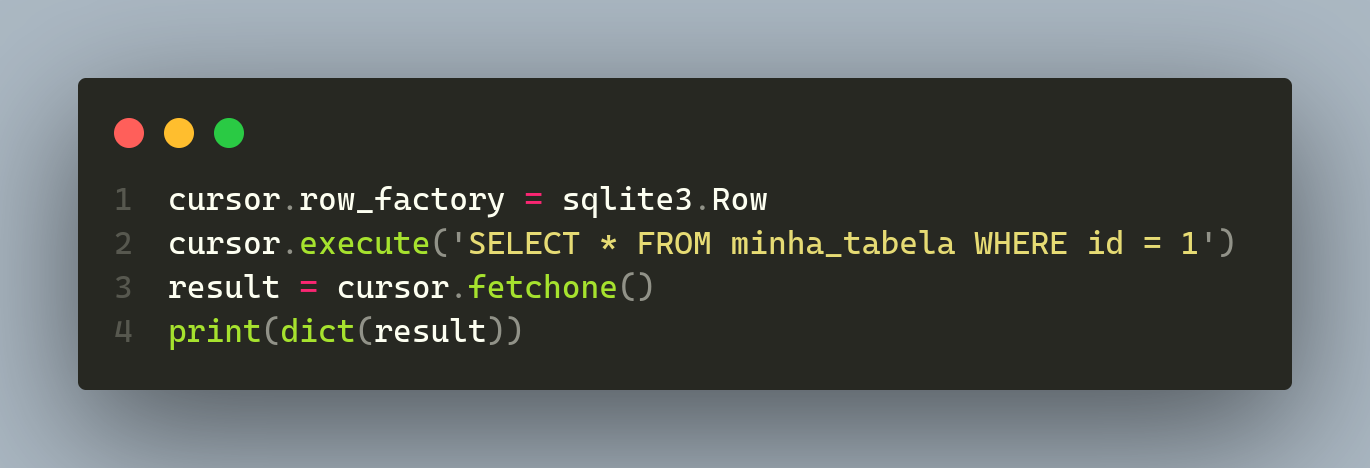 1 cursor.row_factory = sqlite3.Row
2 cursor.execute('SELECT * FROM minha_tabela WHERE id = 1')
3 result = cursor.fetchone()
4 print(dict(result))